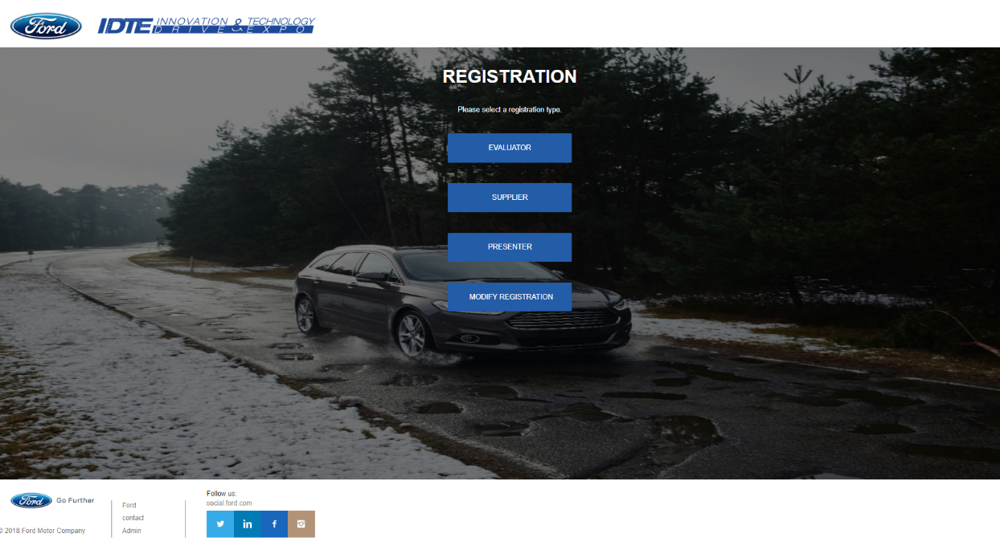 Ford
IDTE INNOVATION & TECHNOLOGY
DRIVE & EXPO
REGISTRATION
Please select a registration type.
EVALUATOR
SUPPLIER
PRESENTER
MODIFY REGISTRATION
Ford Go Further
© 2018 Ford Motor Company
Ford
contact
Admin
Follow us:
social.ford.com
in
f